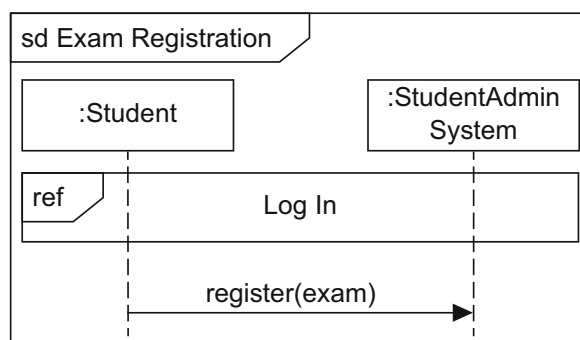 sd Exam Registration
:Student
:StudentAdmin
System
ref
Log In
register(exam)